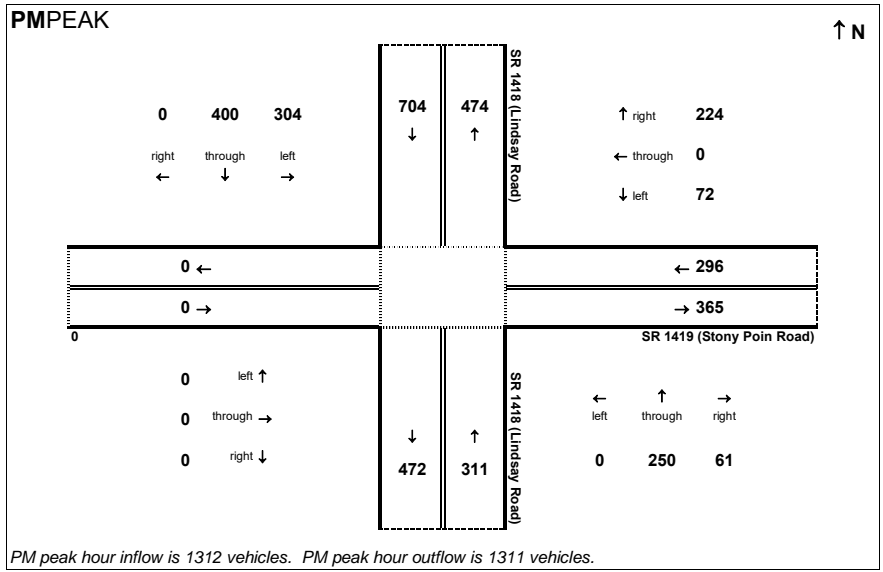 PMPEAK
↑ N
0 400 304
right through left
← ↓ →
704 474
↓ ↑
SR 1418 (Lindsay Road)
↑ right 224
← through 0
↓ left 72
0 ←
← 296
0 →
→ 365
0
SR 1419 (Stony Poin Road)
0 left ↑
0 through →
0 right ↓
↓ ↑
472 311
SR 1418 (Lindsay Road)
← ↑ →
left through right
0 250 61
PM peak hour inflow is 1312 vehicles. PM peak hour outflow is 1311 vehicles.